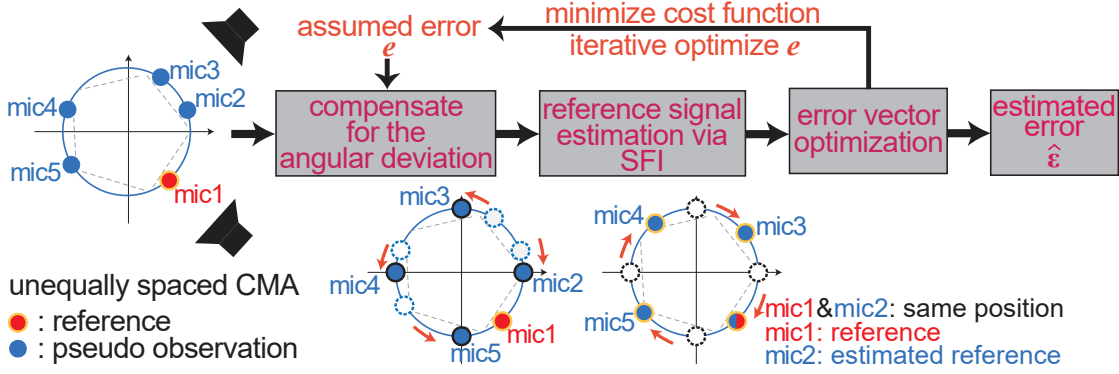 minimize cost function
assumed error
e
iterative optimize e
mic3
mic4
mic2
mic5
mic1
compensate
for the
angular deviation
reference signal
estimation via
SFI
error vector
optimization
estimated
error
ε̂
mic3
mic4
mic2
mic1
mic5
mic4
mic3
mic5
unequally spaced CMA
: reference
: pseudo observation
mic1&mic2: same position
mic1: reference
mic2: estimated reference